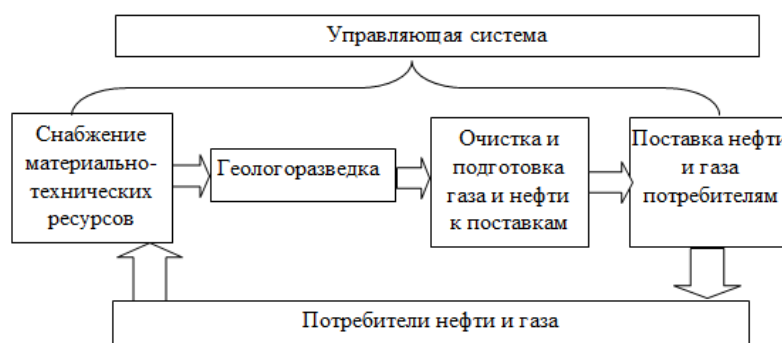 Управляющая система
Снабжение
материально-
технических
ресурсов
Геологоразведка
Очистка и
подготовка
газа и нефти
к поставкам
Поставка нефти
и газа
потребителям
Потребители нефти и газа